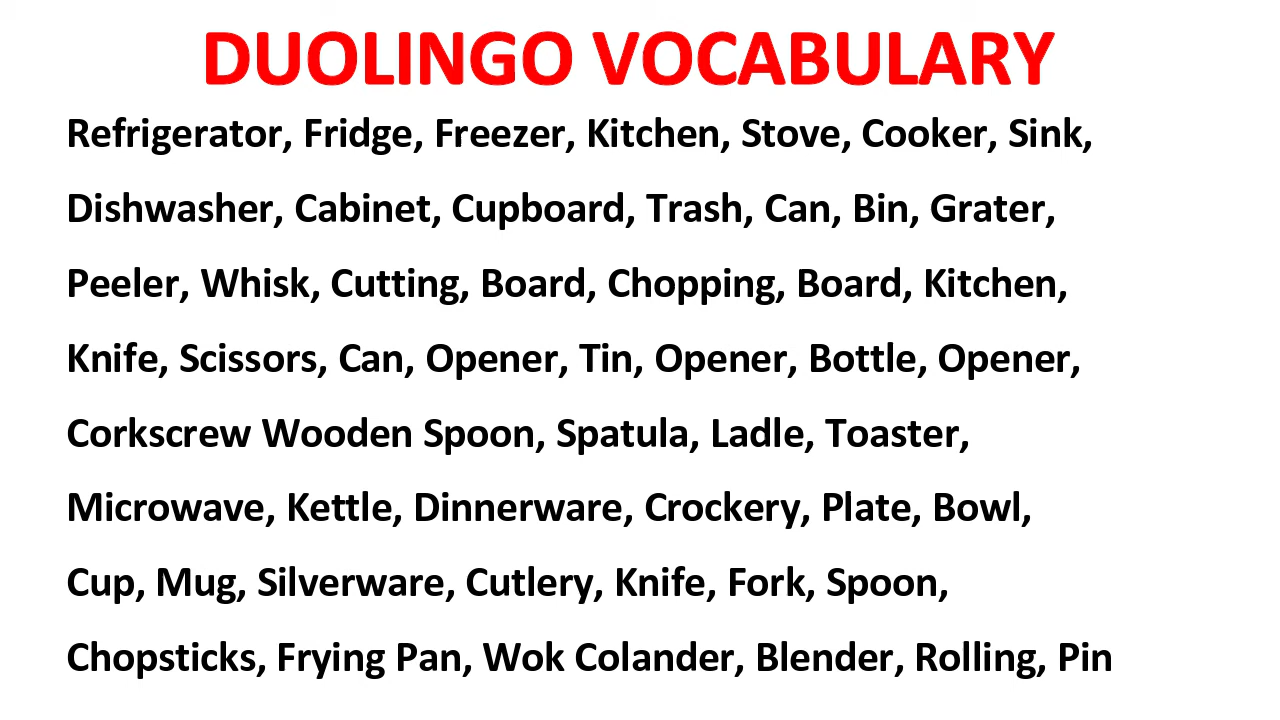 DUOLINGO VOCABULARY
Refrigerator, Fridge, Freezer, Kitchen, Stove, Cooker, Sink,
Dishwasher, Cabinet, Cupboard, Trash, Can, Bin, Grater,
Peeler, Whisk, Cutting, Board, Chopping, Board, Kitchen,
Knife, Scissors, Can, Opener, Tin, Opener, Bottle, Opener,
Corkscrew Wooden Spoon, Spatula, Ladle, Toaster,
Microwave, Kettle, Dinnerware, Crockery, Plate, Bowl,
Cup, Mug, Silverware, Cutlery, Knife, Fork, Spoon,
Chopsticks, Frying Pan, Wok Colander, Blender, Rolling, Pin